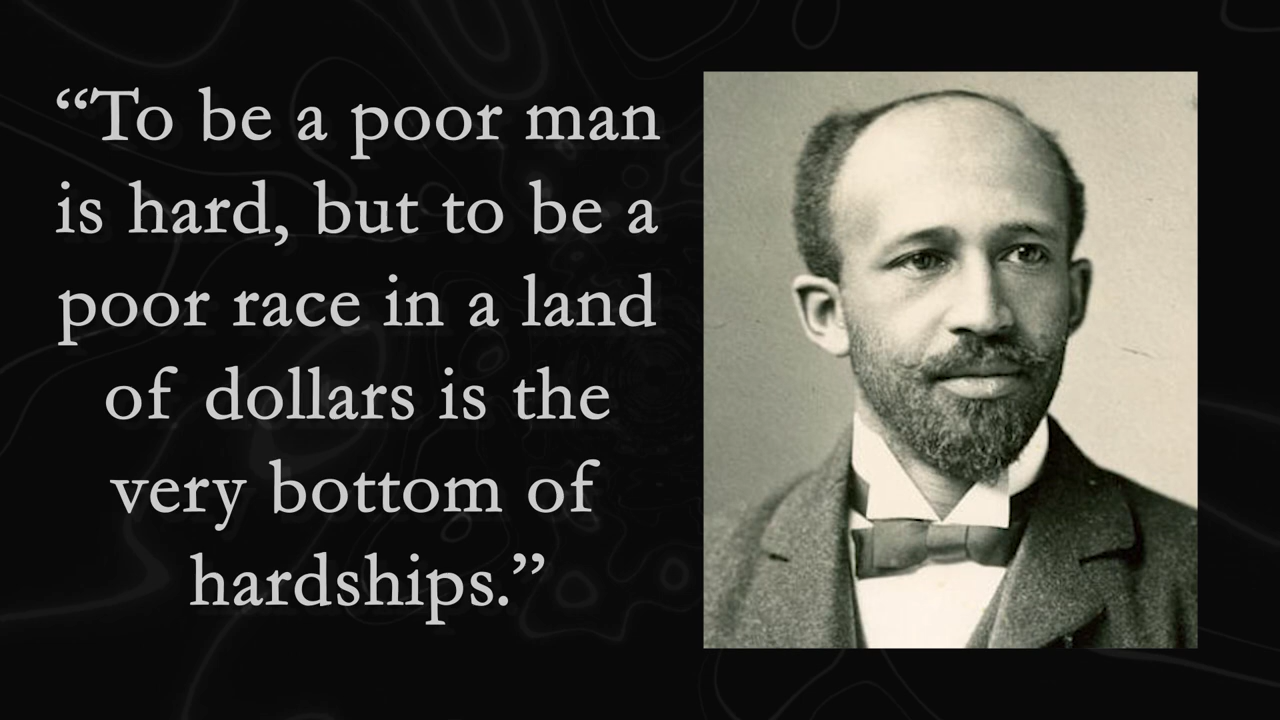 “To be a poor man
is hard, but to be a
poor race in a land
of dollars is the
very bottom of
hardships.”